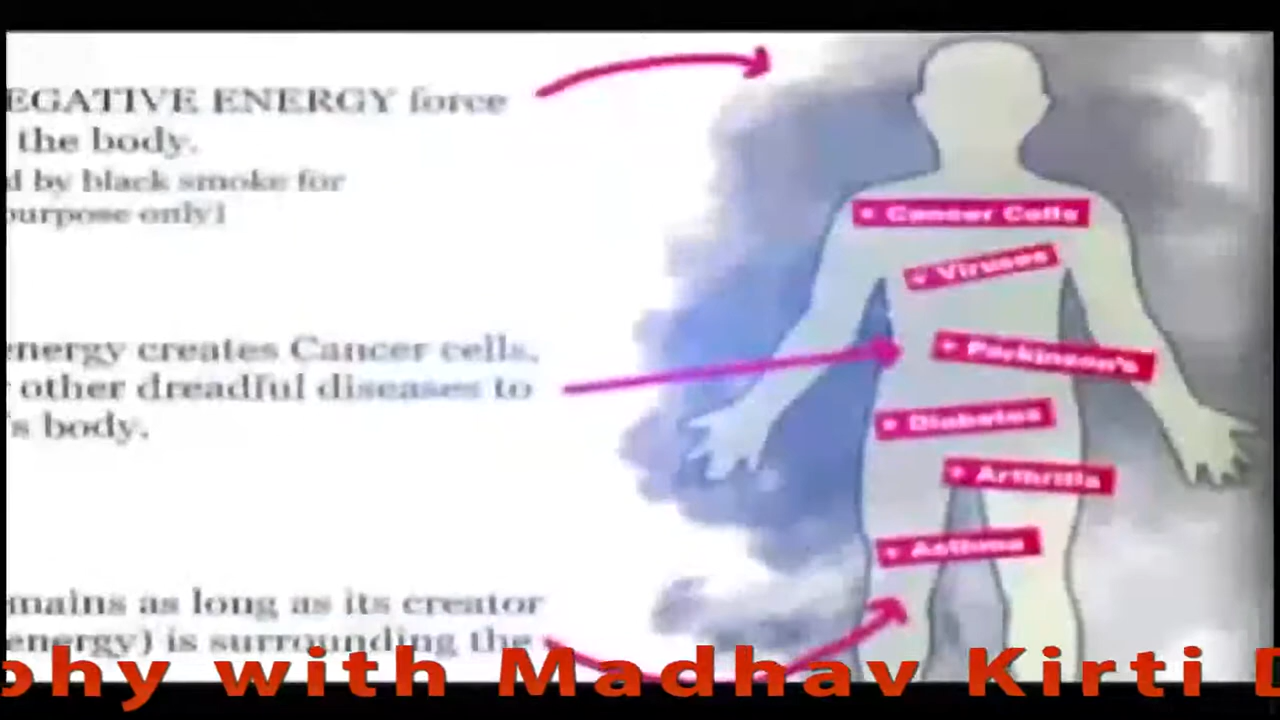 EGATIVE ENERGY force
the body.
d by black smoke for
purpose only]
energy creates Cancer cells,
other dreadful diseases to
's body.
mains as long as its creator
energy) is surrounding the
• Cancer Cells
• Viruses
• Parkinson's
• Diabetes
• Arthritis
• Asthma
phy with Madhav Kirti D